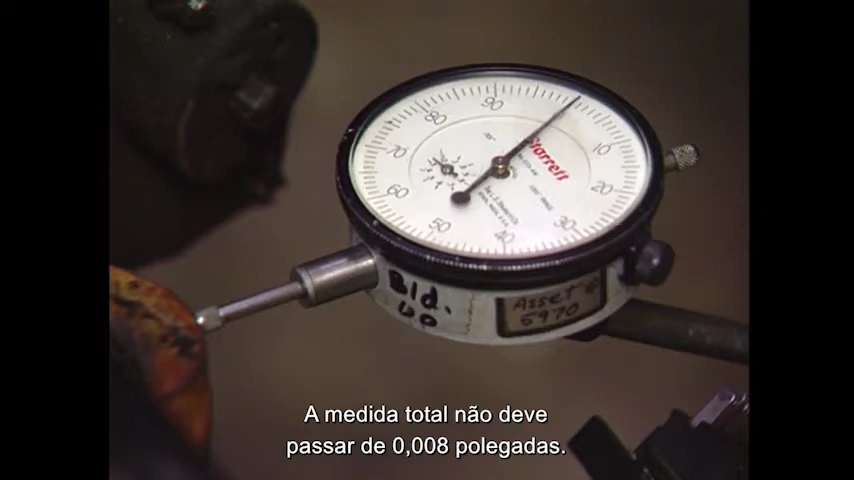 90
80
10
70
20
60
30
50
40
Starrett
Bld.
Asset #
5970
A medida total não deve
passar de 0,008 polegadas.